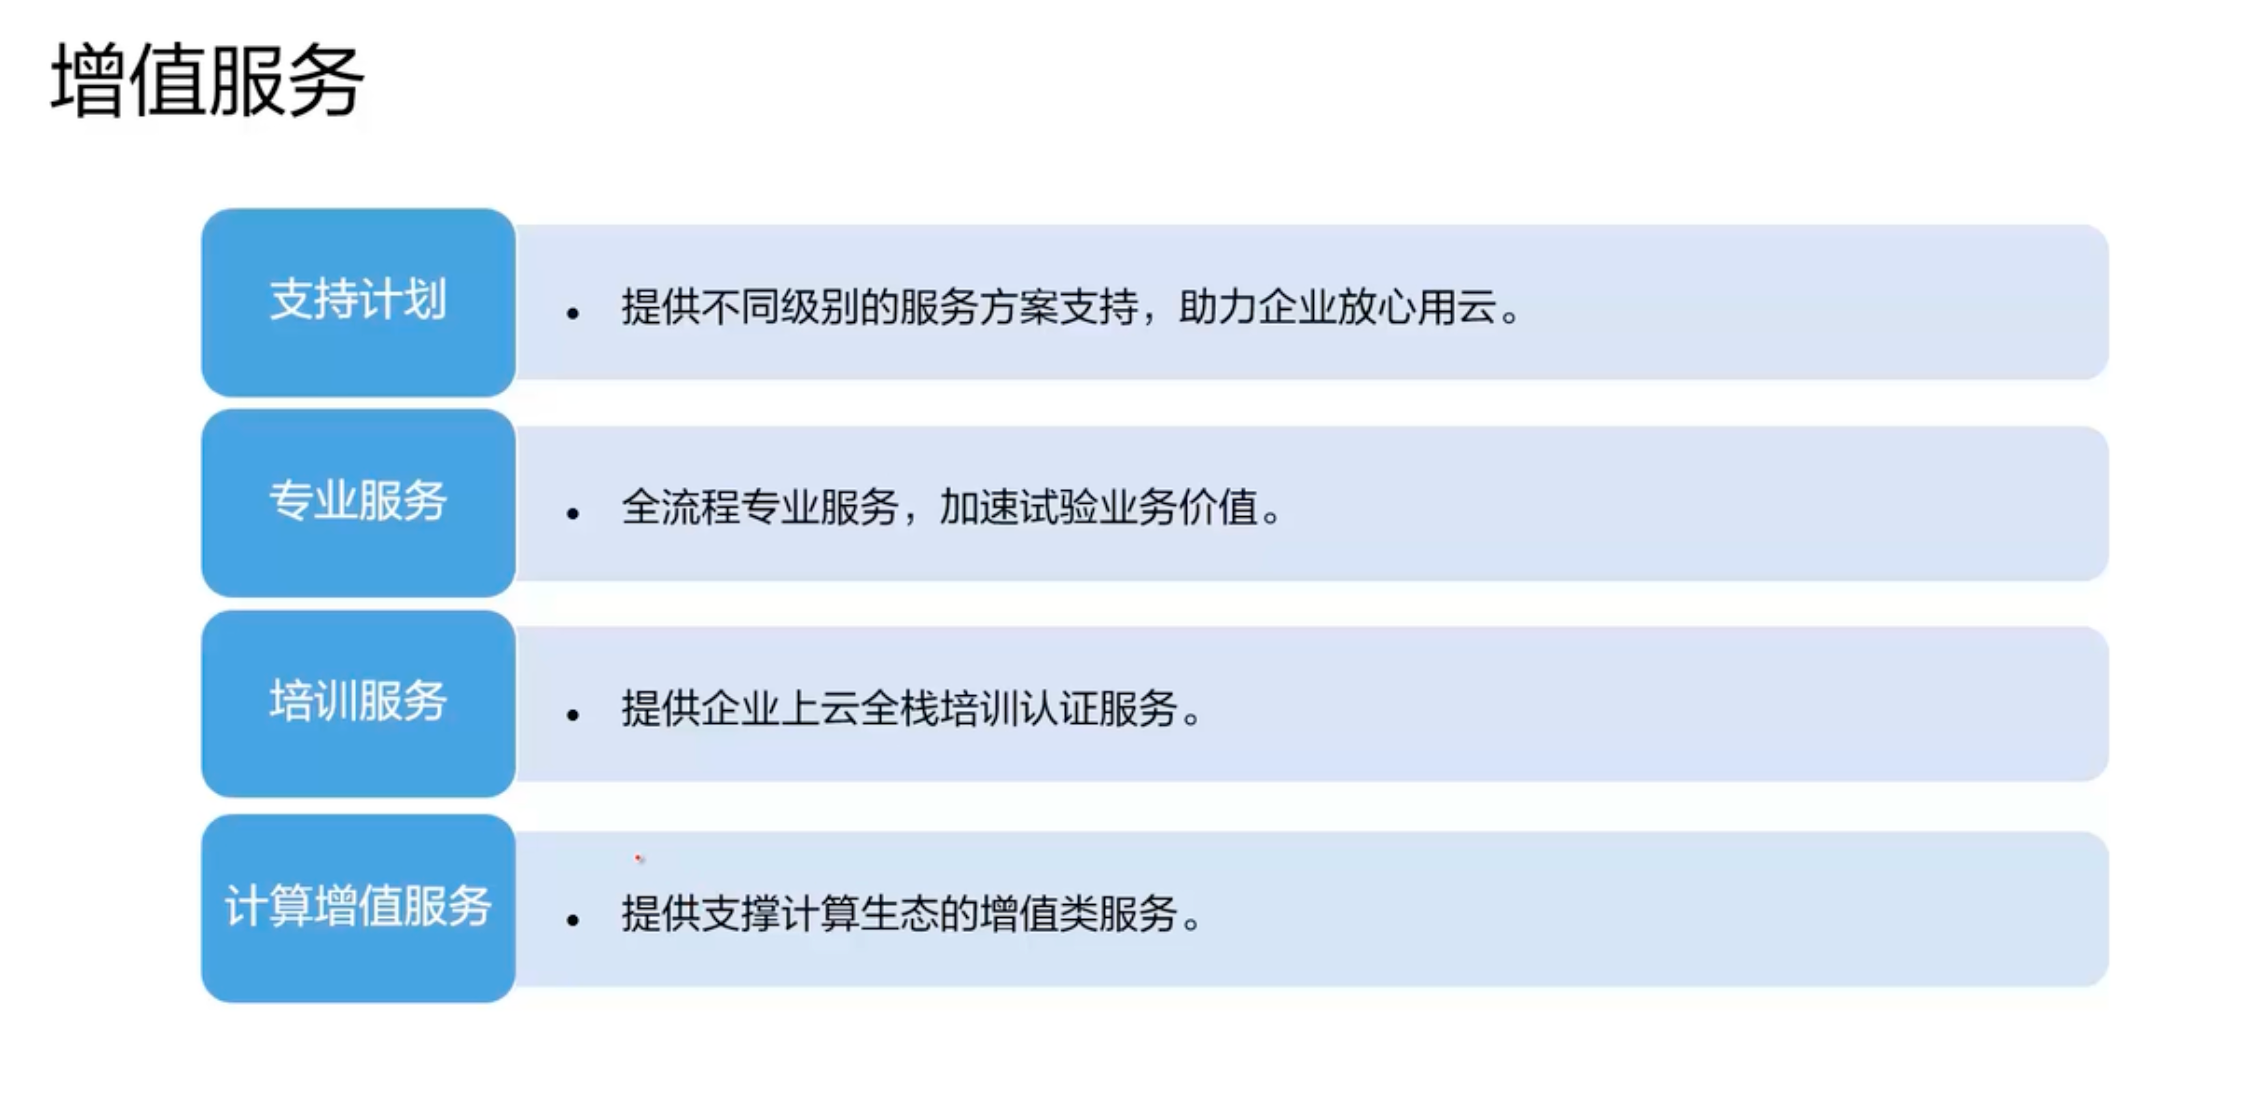 增值服务
支持计划
• 提供不同级别的服务方案支持，助力企业放心用云。
专业服务
• 全流程专业服务，加速试验业务价值。
培训服务
• 提供企业上云全栈培训认证服务。
计算增值服务
• 提供支撑计算生态的增值类服务。